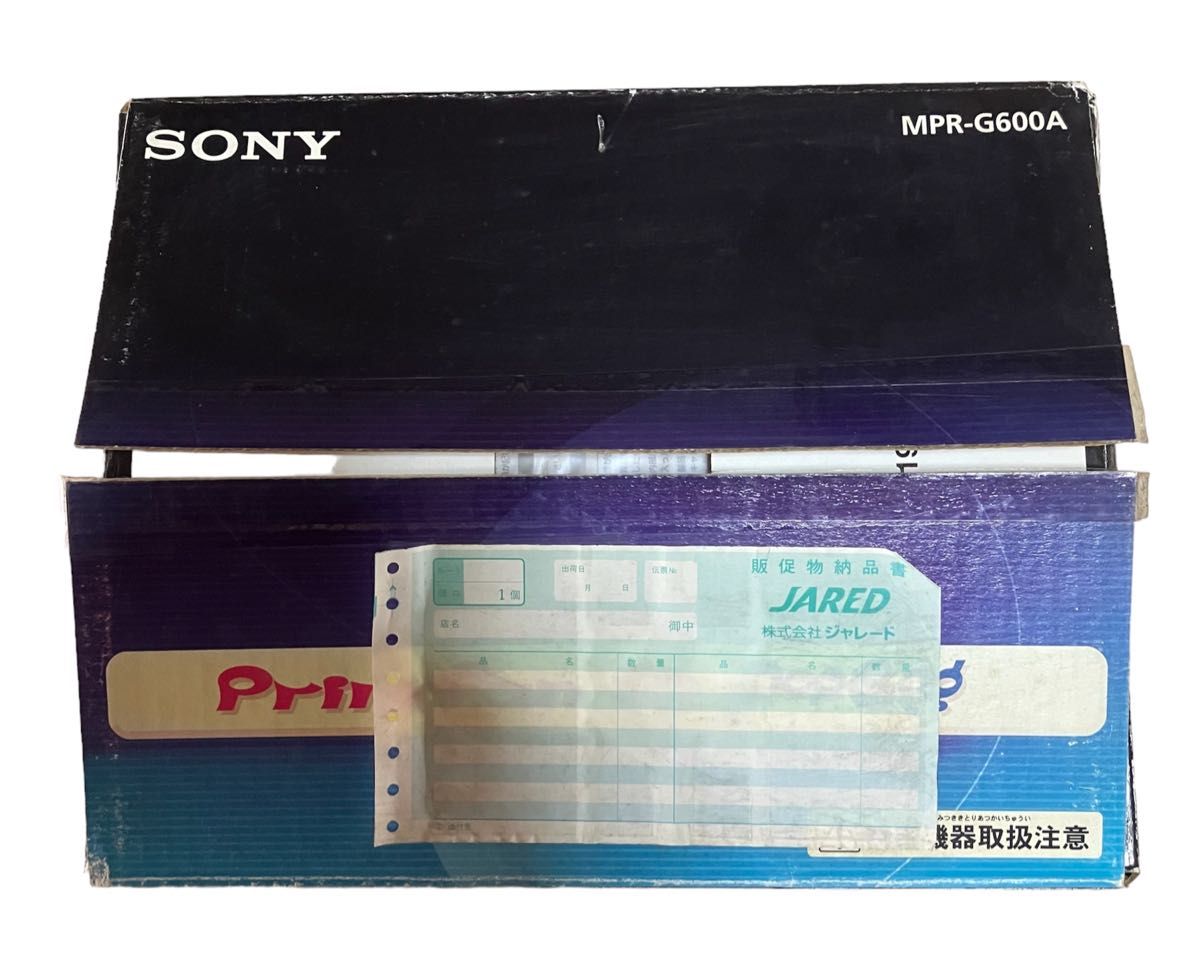 SONY
MPR-G600A
販促物納品書
出荷日
伝票№
月 日
1個
JARED
店名
御中
株式会社ジャレード
品 名 数 量 品 名 数 量
Prin
g
みつききとりあつかいちゅうい
機器取扱注意